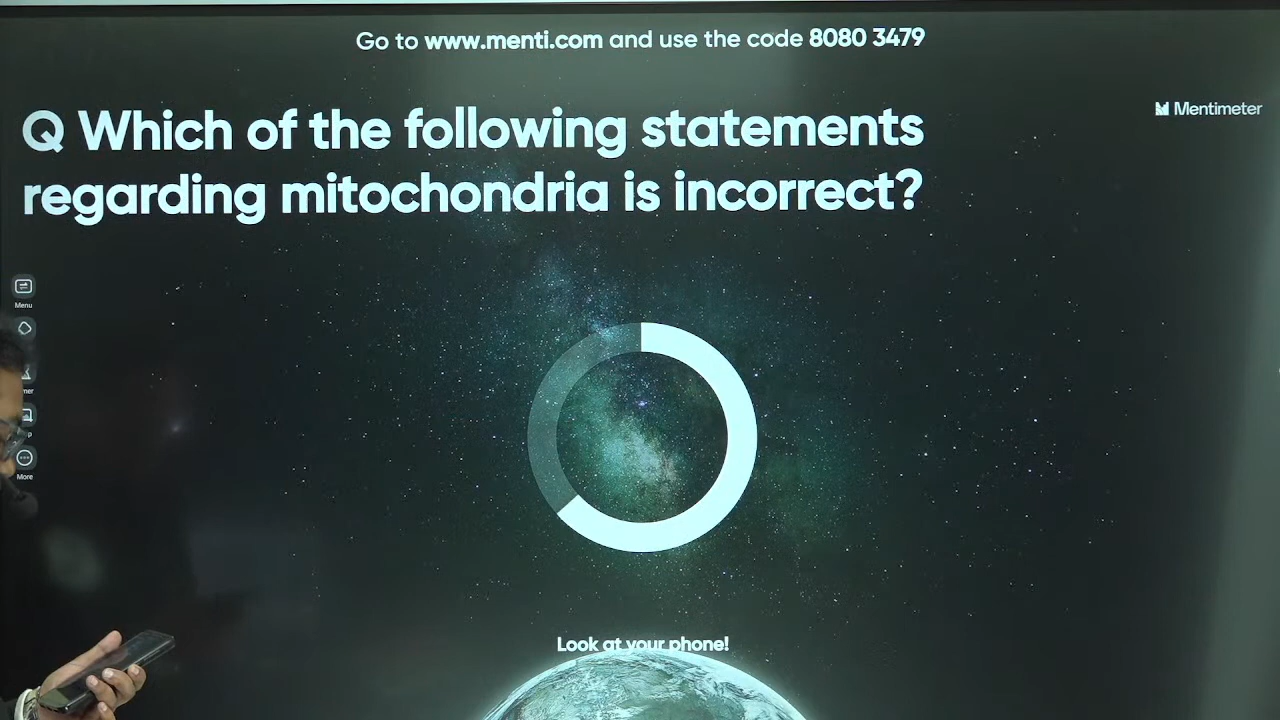 Go to www.menti.com and use the code 8080 3479
Mentimeter
Q Which of the following statements
regarding mitochondria is incorrect?
Menu
More
Look at your phone!